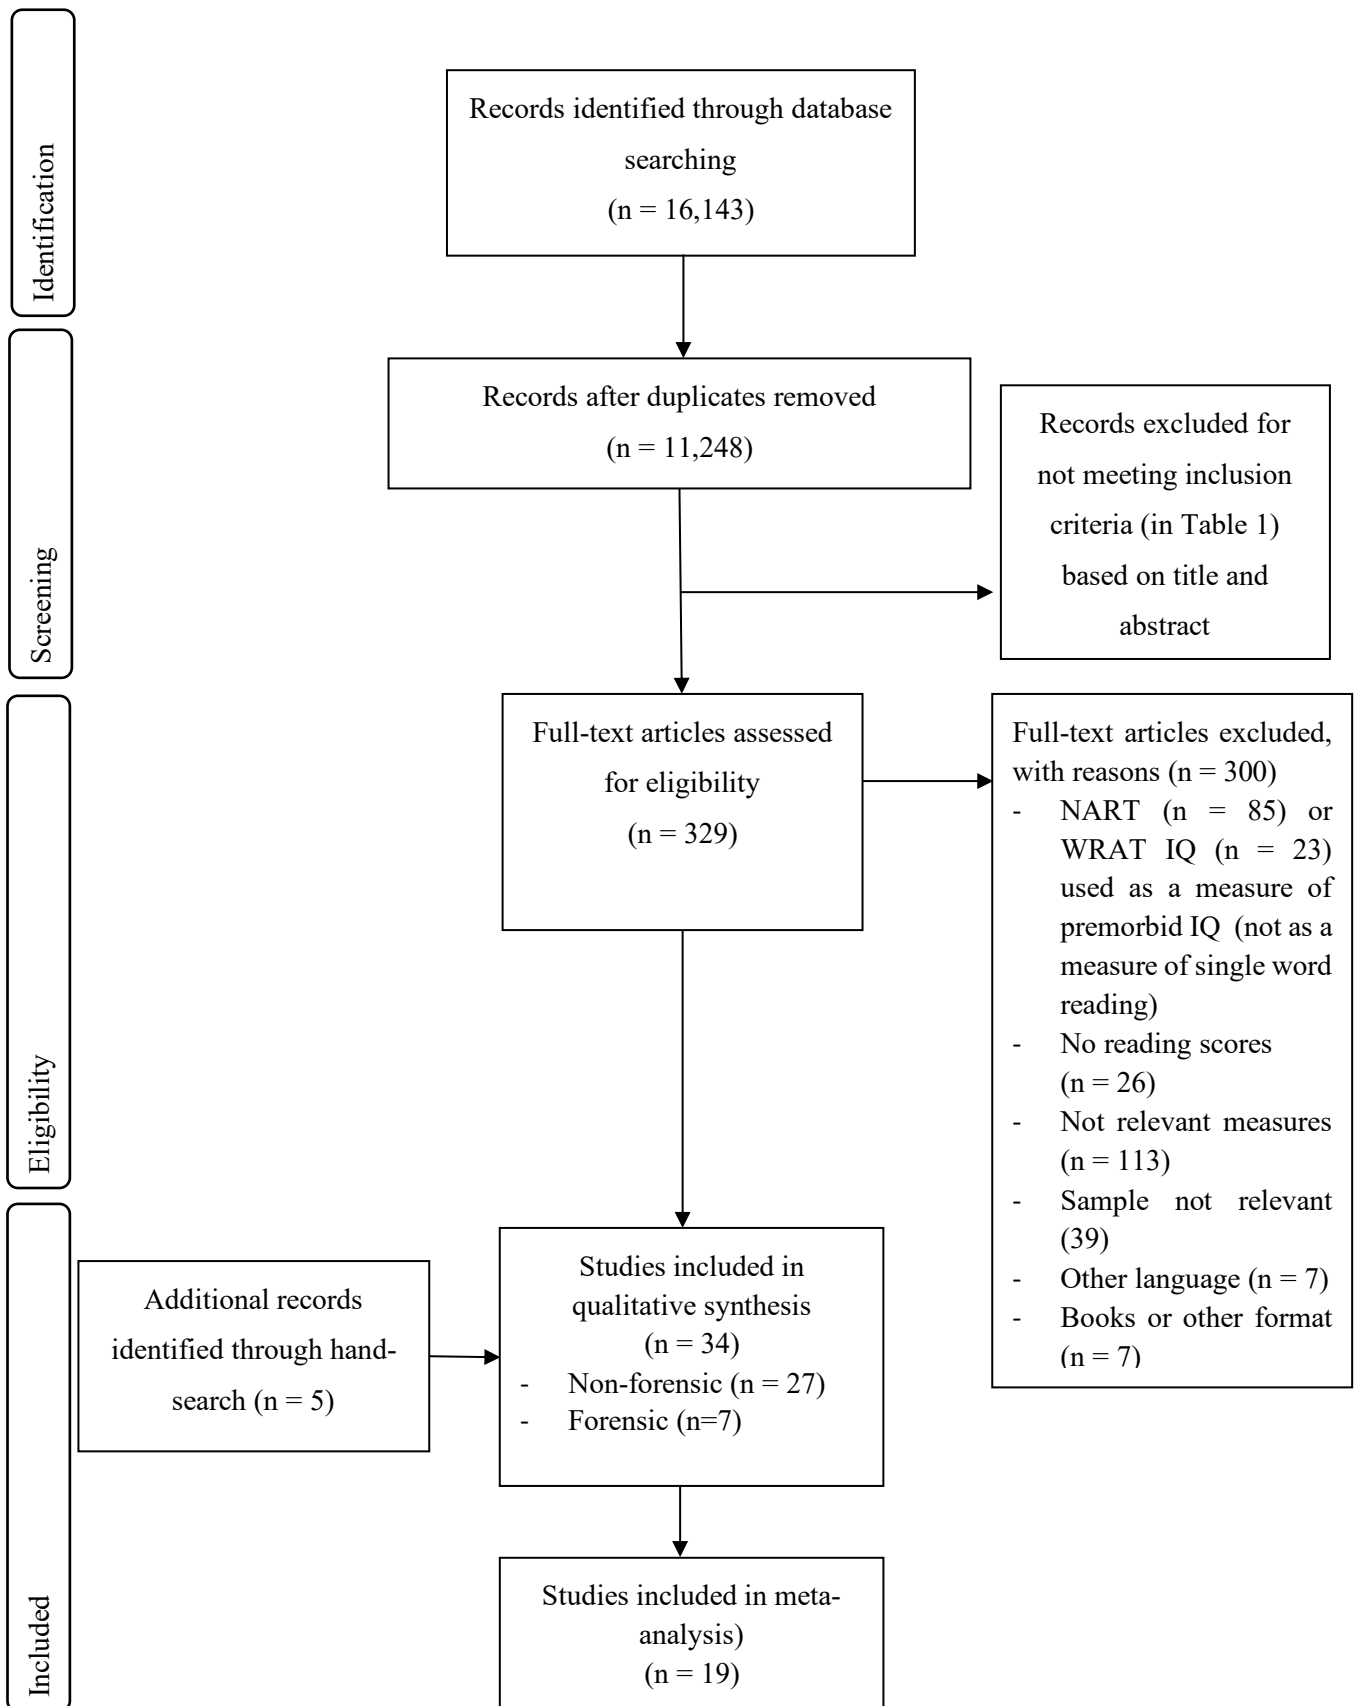 Identification
Records identified through database
searching
(n = 16,143)
Screening
Records after duplicates removed
(n = 11,248)
Records excluded for
not meeting inclusion
criteria (in Table 1)
based on title and
abstract
Eligibility
Full-text articles assessed
for eligibility
(n = 329)
Full-text articles excluded,
with reasons (n = 300)
- NART (n = 85) or
WRAT IQ (n = 23)
used as a measure of
premorbid IQ (not as a
measure of single word
reading)
- No reading scores
(n = 26)
- Not relevant measures
(n = 113)
- Sample not relevant
(39)
- Other language (n = 7)
- Books or other format
(n = 7)
Included
Additional records
identified through hand-
search (n = 5)
Studies included in
qualitative synthesis
(n = 34)
- Non-forensic (n = 27)
- Forensic (n=7)
Studies included in meta-
analysis)
(n = 19)